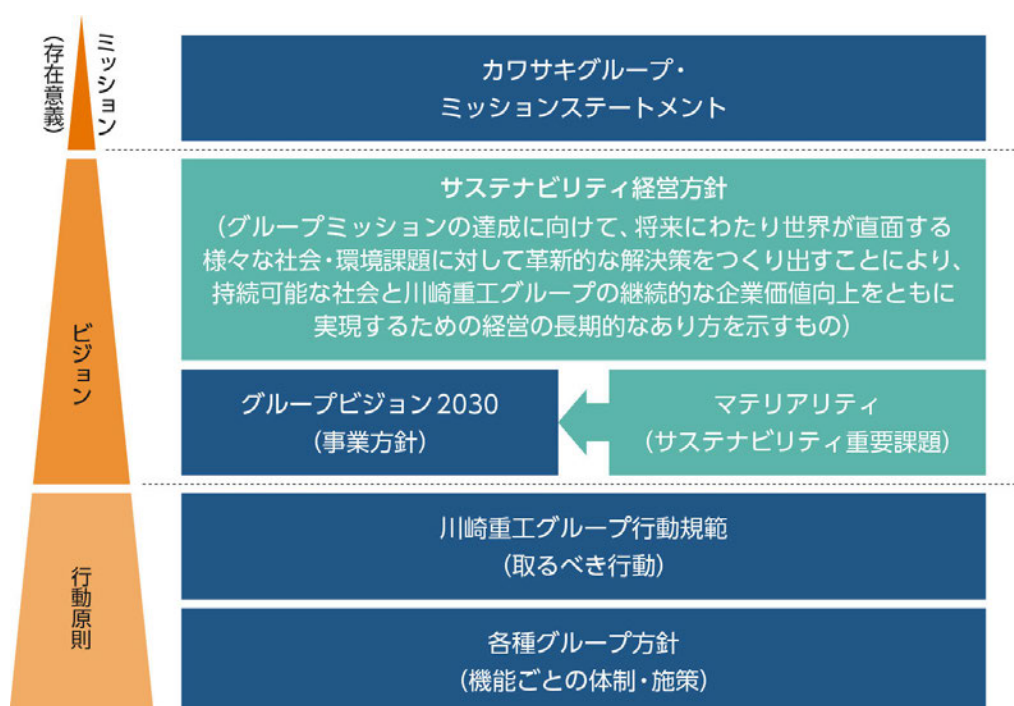 ミッション
(存在意義)
カワサキグループ・
ミッションステートメント
ビジョン
サステナビリティ経営方針
(グループミッションの達成に向けて、将来にわたり世界が直面する
様々な社会・環境課題に対して革新的な解決策をつくり出すことにより、
持続可能な社会と川崎重工グループの継続的な企業価値向上をともに
実現するための経営の長期的なあり方を示すもの)
グループビジョン2030
(事業方針)
マテリアリティ
(サステナビリティ重要課題)
行動原則
川崎重工グループ行動規範
(取るべき行動)
各種グループ方針
(機能ごとの体制・施策)